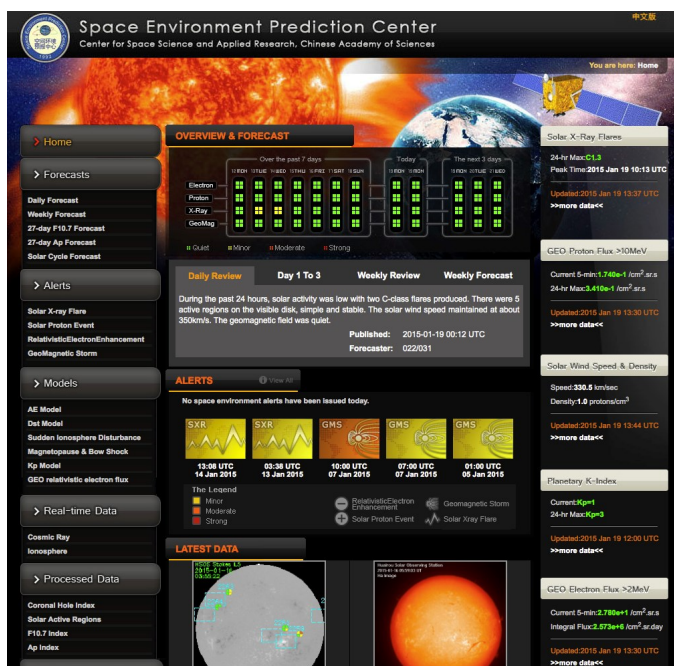 中文版
Space Environment Prediction Center
Center for Space Science and Applied Research, Chinese Academy of Sciences
You are here: Home
Home
Forecasts
Daily Forecast
Weekly Forecast
27-day F10.7 Forecast
27-day Ap Forecast
Solar Cycle Forecast
Alerts
Solar X-ray Flare
Solar Proton Event
RelativisticElectronEnhancement
GeoMagnetic Storm
Models
AE Model
Dst Model
Sudden Ionosphere Disturbance
Magnetopause & Bow Shock
Kp Model
GEO relativistic electron flux
Real-time Data
Cosmic Ray
Ionosphere
Processed Data
Coronal Hole Index
Solar Active Regions
F10.7 Index
Ap Index
OVERVIEW & FORECAST
Over the past 7 days Today The next 3 days
Electron
Proton
X-Ray
GeoMag
Quiet Minor Moderate Strong
Daily Review Day 1 To 3 Weekly Review Weekly Forecast
During the past 24 hours, solar activity was low with two C-class flares produced. There were 5
active regions on the visible disk, simple and stable. The solar wind speed maintained at about
350km/s. The geomagnetic field was quiet.
Published: 2015-01-19 00:12 UTC
Forecaster: 022/031
ALERTS View All
No space environment alerts have been issued today.
SXR SXR GMS GMS GMS
13:08 UTC 03:38 UTC 10:00 UTC 07:00 UTC 01:00 UTC
14 Jan 2015 13 Jan 2015 07 Jan 2015 07 Jan 2015 05 Jan 2015
The Legend
Minor
Moderate
Strong
RelativisticElectron
Enhancement
Geomagnetic Storm
Solar Proton Event
Solar Xray Flare
LATEST DATA
03:55:22
Solar X-Ray Flares
24-hr Max:C1.3
Peak Time:2015 Jan 19 10:13 UTC
Updated:2015 Jan 19 13:37 UTC
>>more data<<
GEO Proton Flux >10MeV
Current 5-min:1.740e-1 /cm².sr.s
24-hr Max:3.410e-1 /cm².sr.s
Updated:2015 Jan 19 13:30 UTC
>>more data<<
Solar Wind Speed & Density
Speed:330.5 km/sec
Density:1.0 protons/cm³
Updated:2015 Jan 19 13:44 UTC
>>more data<<
Planetary K-Index
Current:Kp=1
24-hr Max:Kp=3
Updated:2015 Jan 19 12:00 UTC
>>more data<<
GEO Electron Flux >2MeV
Current 5-min:2.780e+1 /cm².sr.s
Integral Flux:2.573e+6 /cm².sr.day
Updated:2015 Jan 19 13:30 UTC
>>more data<<